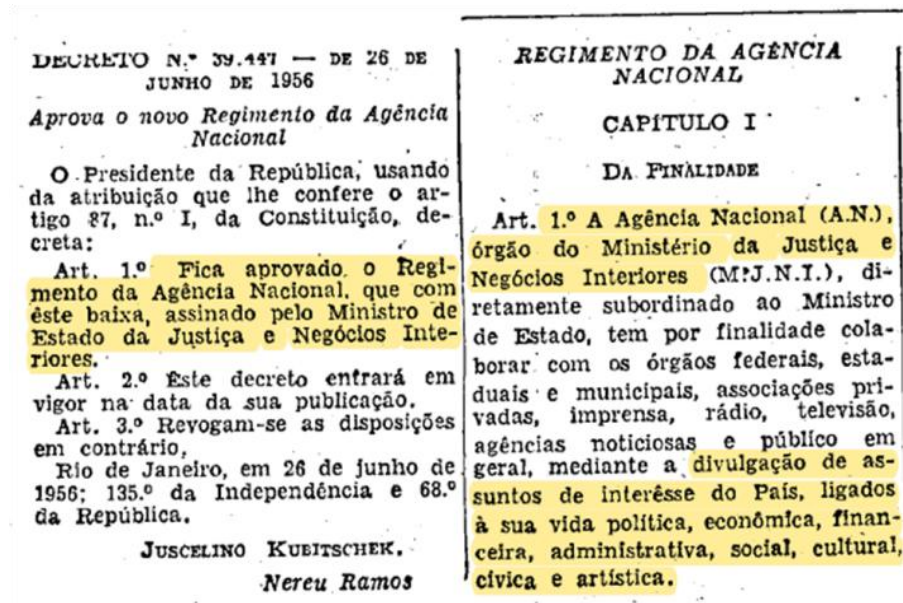 DECRETO N.º 39.447 — DE 26 DE
JUNHO DE 1956
Aprova o novo Regimento da Agência
Nacional
O Presidente da República, usando
da atribuição que lhe confere o ar-
tigo 87, n.º I, da Constituição, de-
creta:
Art. 1.º Fica aprovado o Regi-
mento da Agência Nacional, que com
êste baixa, assinado pelo Ministro de
Estado da Justiça e Negócios Inte-
riores.
Art. 2.º Êste decreto entrará em
vigor na data da sua publicação.
Art. 3.º Revogam-se as disposições
em contrário.
Rio de Janeiro, em 26 de junho de
1956; 135.º da Independência e 68.º
da República.
JUSCELINO KUBITSCHEK.
Nereu Ramos
REGIMENTO DA AGÊNCIA
NACIONAL
CAPÍTULO I
DA FINALIDADE
Art. 1.º A Agência Nacional (A.N.),
órgão do Ministério da Justiça e
Negócios Interiores (M.J.N.I.), di-
retamente subordinado ao Ministro
de Estado, tem por finalidade cola-
borar com os órgãos federais, esta-
duais e municipais, associações pri-
vadas, imprensa, rádio, televisão,
agências noticiosas e público em
geral, mediante a divulgação de as-
suntos de interêsse do País, ligados
à sua vida política, econômica, finan-
ceira, administrativa, social, cultural,
cívica e artística.